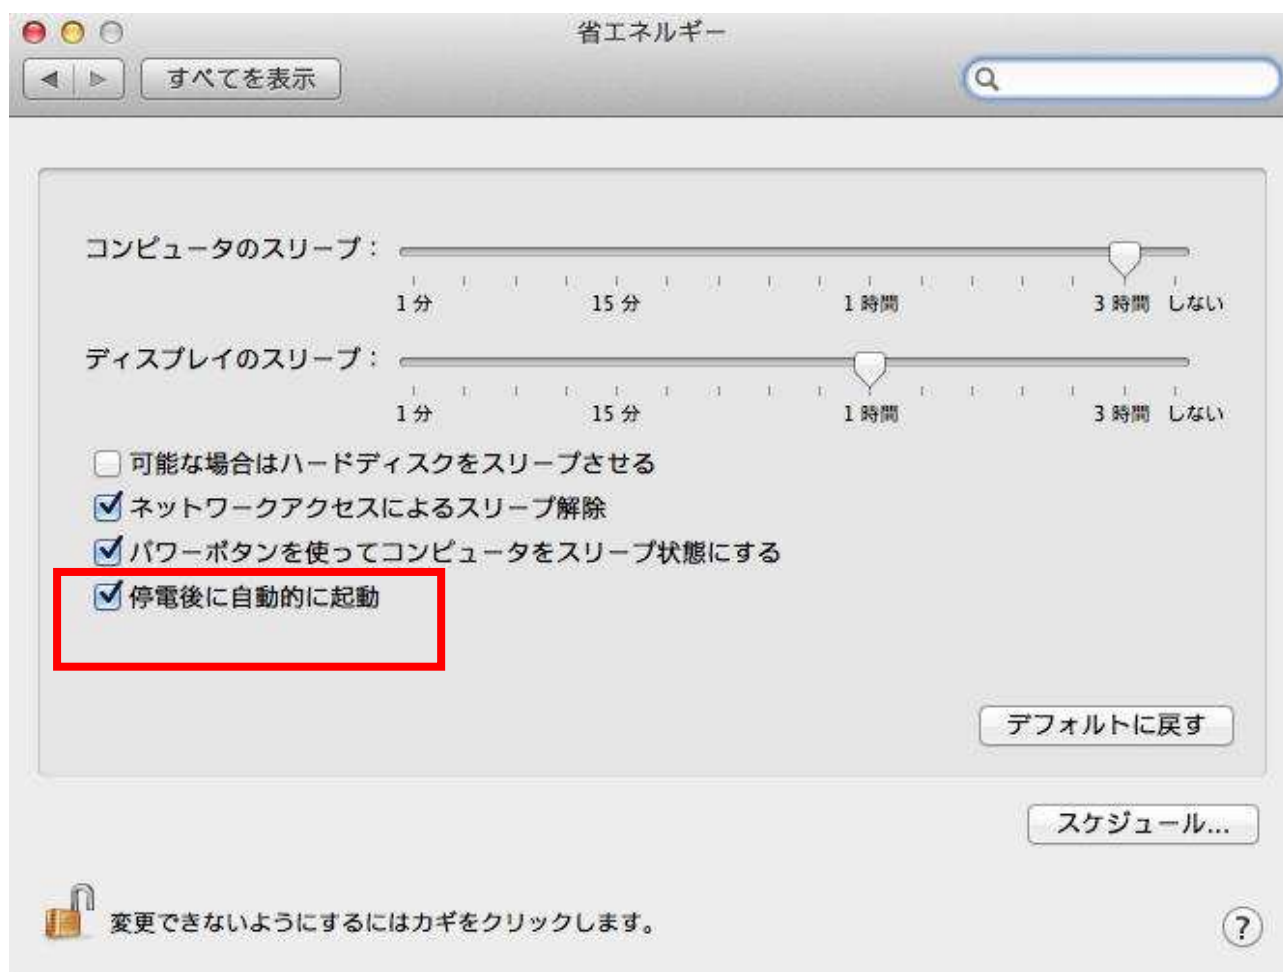 省エネルギー
すべてを表示
コンピュータのスリープ：
1 分 15 分 1 時間 3 時間 しない
ディスプレイのスリープ：
1 分 15 分 1 時間 3 時間 しない
可能な場合はハードディスクをスリープさせる
ネットワークアクセスによるスリープ解除
パワーボタンを使ってコンピュータをスリープ状態にする
停電後に自動的に起動
デフォルトに戻す
スケジュール...
変更できないようにするにはカギをクリックします。
?